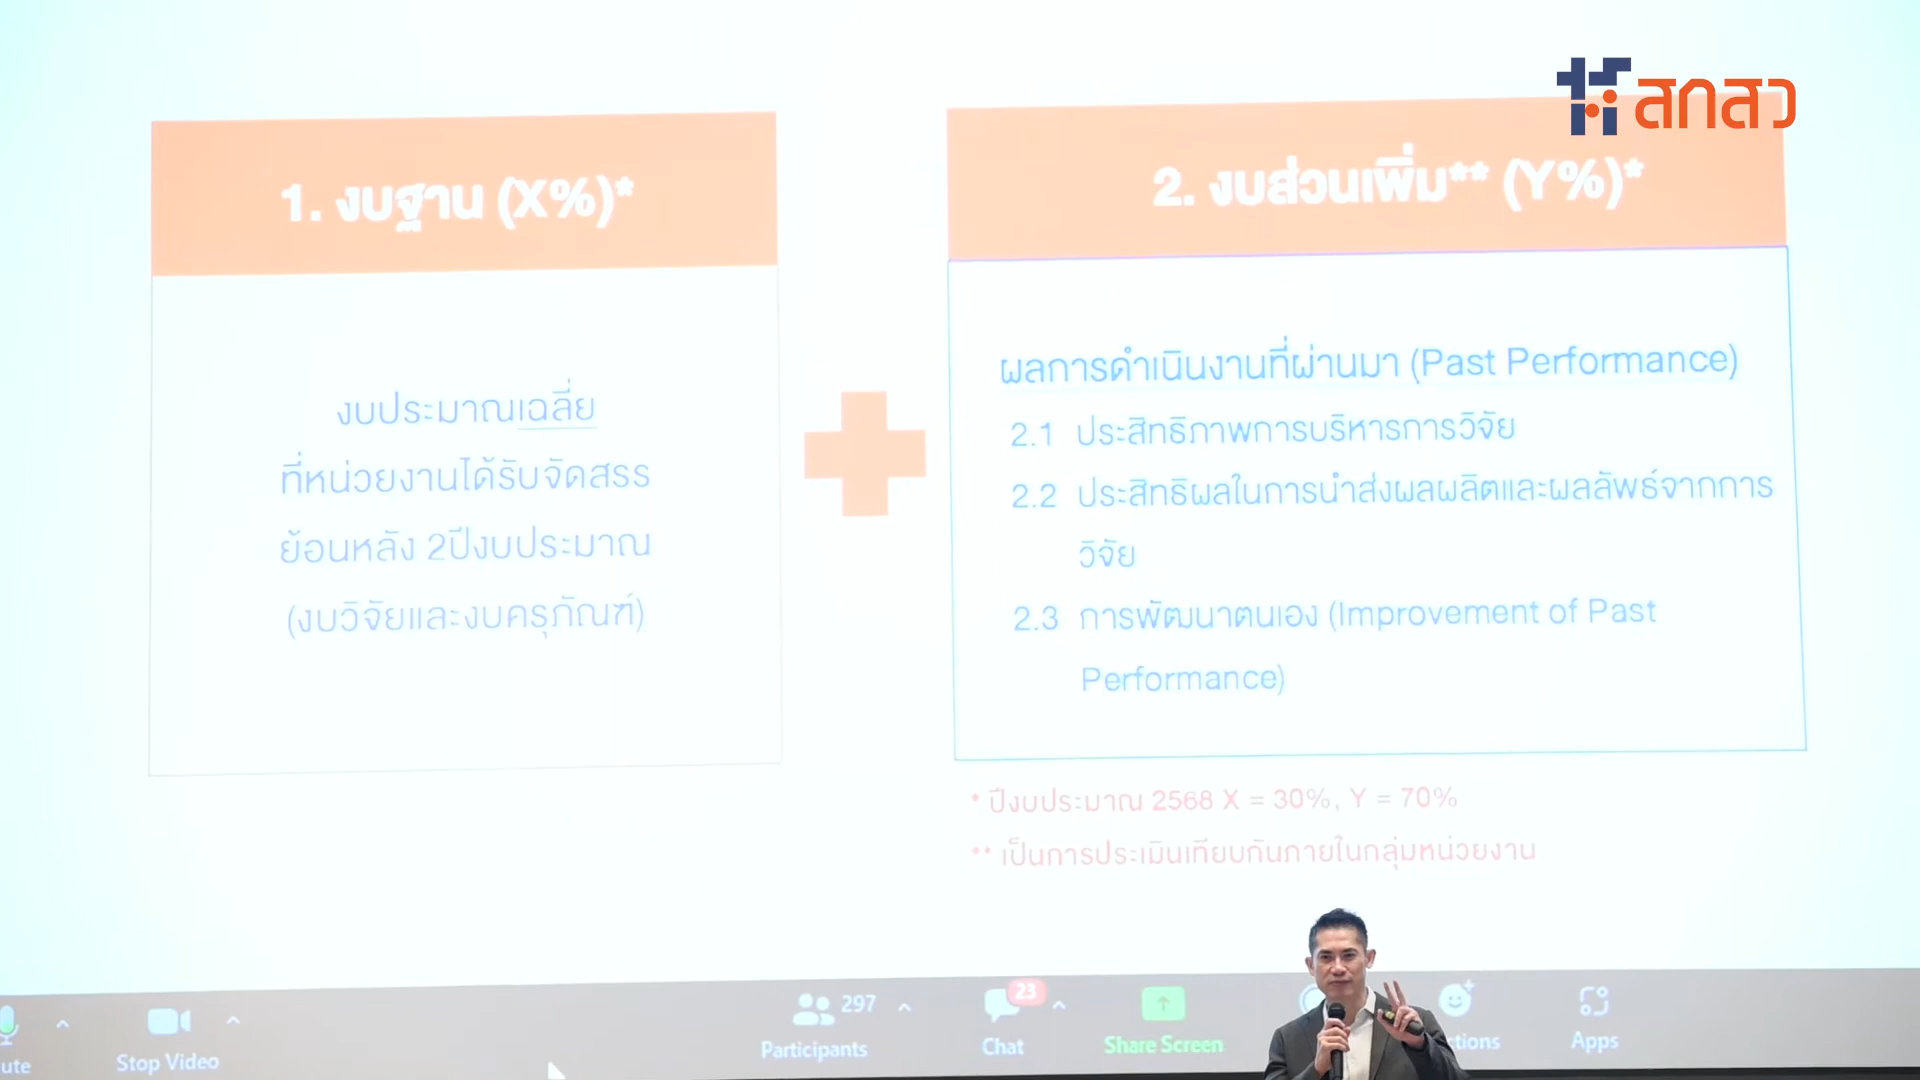 สกสว
1. งบฐาน (X%)*
งบประมาณเฉลี่ย
ที่หน่วยงานได้รับจัดสรร
ย้อนหลัง 2ปีงบประมาณ
(งบวิจัยและงบครุภัณฑ์)
2. งบส่วนเพิ่ม** (Y%)*
ผลการดำเนินงานที่ผ่านมา (Past Performance)
2.1 ประสิทธิภาพการบริหารการวิจัย
2.2 ประสิทธิผลในการนำส่งผลผลิตและผลลัพธ์จากการ
วิจัย
2.3 การพัฒนาตนเอง (Improvement of Past
Performance)
* ปีงบประมาณ 2568 X = 30%, Y = 70%
** เป็นการประเมินเทียบกันภายในกลุ่มหน่วยงาน
297
23
ute
Stop Video
Participants
Chat
Share Screen
ctions
Apps